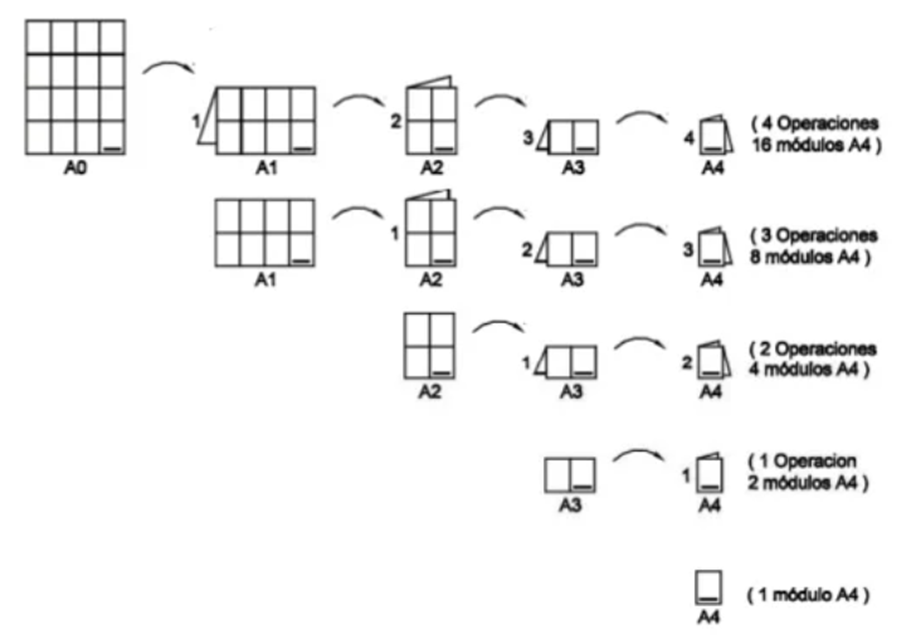 1 2 3 4 ( 4 Operaciones
16 módulos A4 )
A0 A1 A2 A3 A4
1 2 3 ( 3 Operaciones
8 módulos A4 )
A1 A2 A3 A4
1 2 ( 2 Operaciones
4 módulos A4 )
A2 A3 A4
1 ( 1 Operacion
2 módulos A4 )
A3 A4
( 1 módulo A4 )
A4